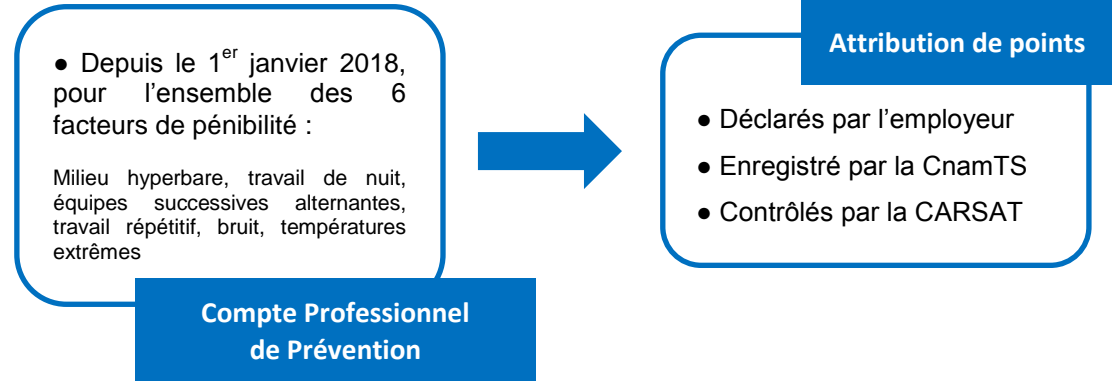 ● Depuis le 1er janvier 2018,
pour l’ensemble des 6
facteurs de pénibilité :
Milieu hyperbare, travail de nuit,
équipes successives alternantes,
travail répétitif, bruit, températures
extrêmes
Compte Professionnel
de Prévention
Attribution de points
● Déclarés par l’employeur
● Enregistré par la CnamTS
● Contrôlés par la CARSAT